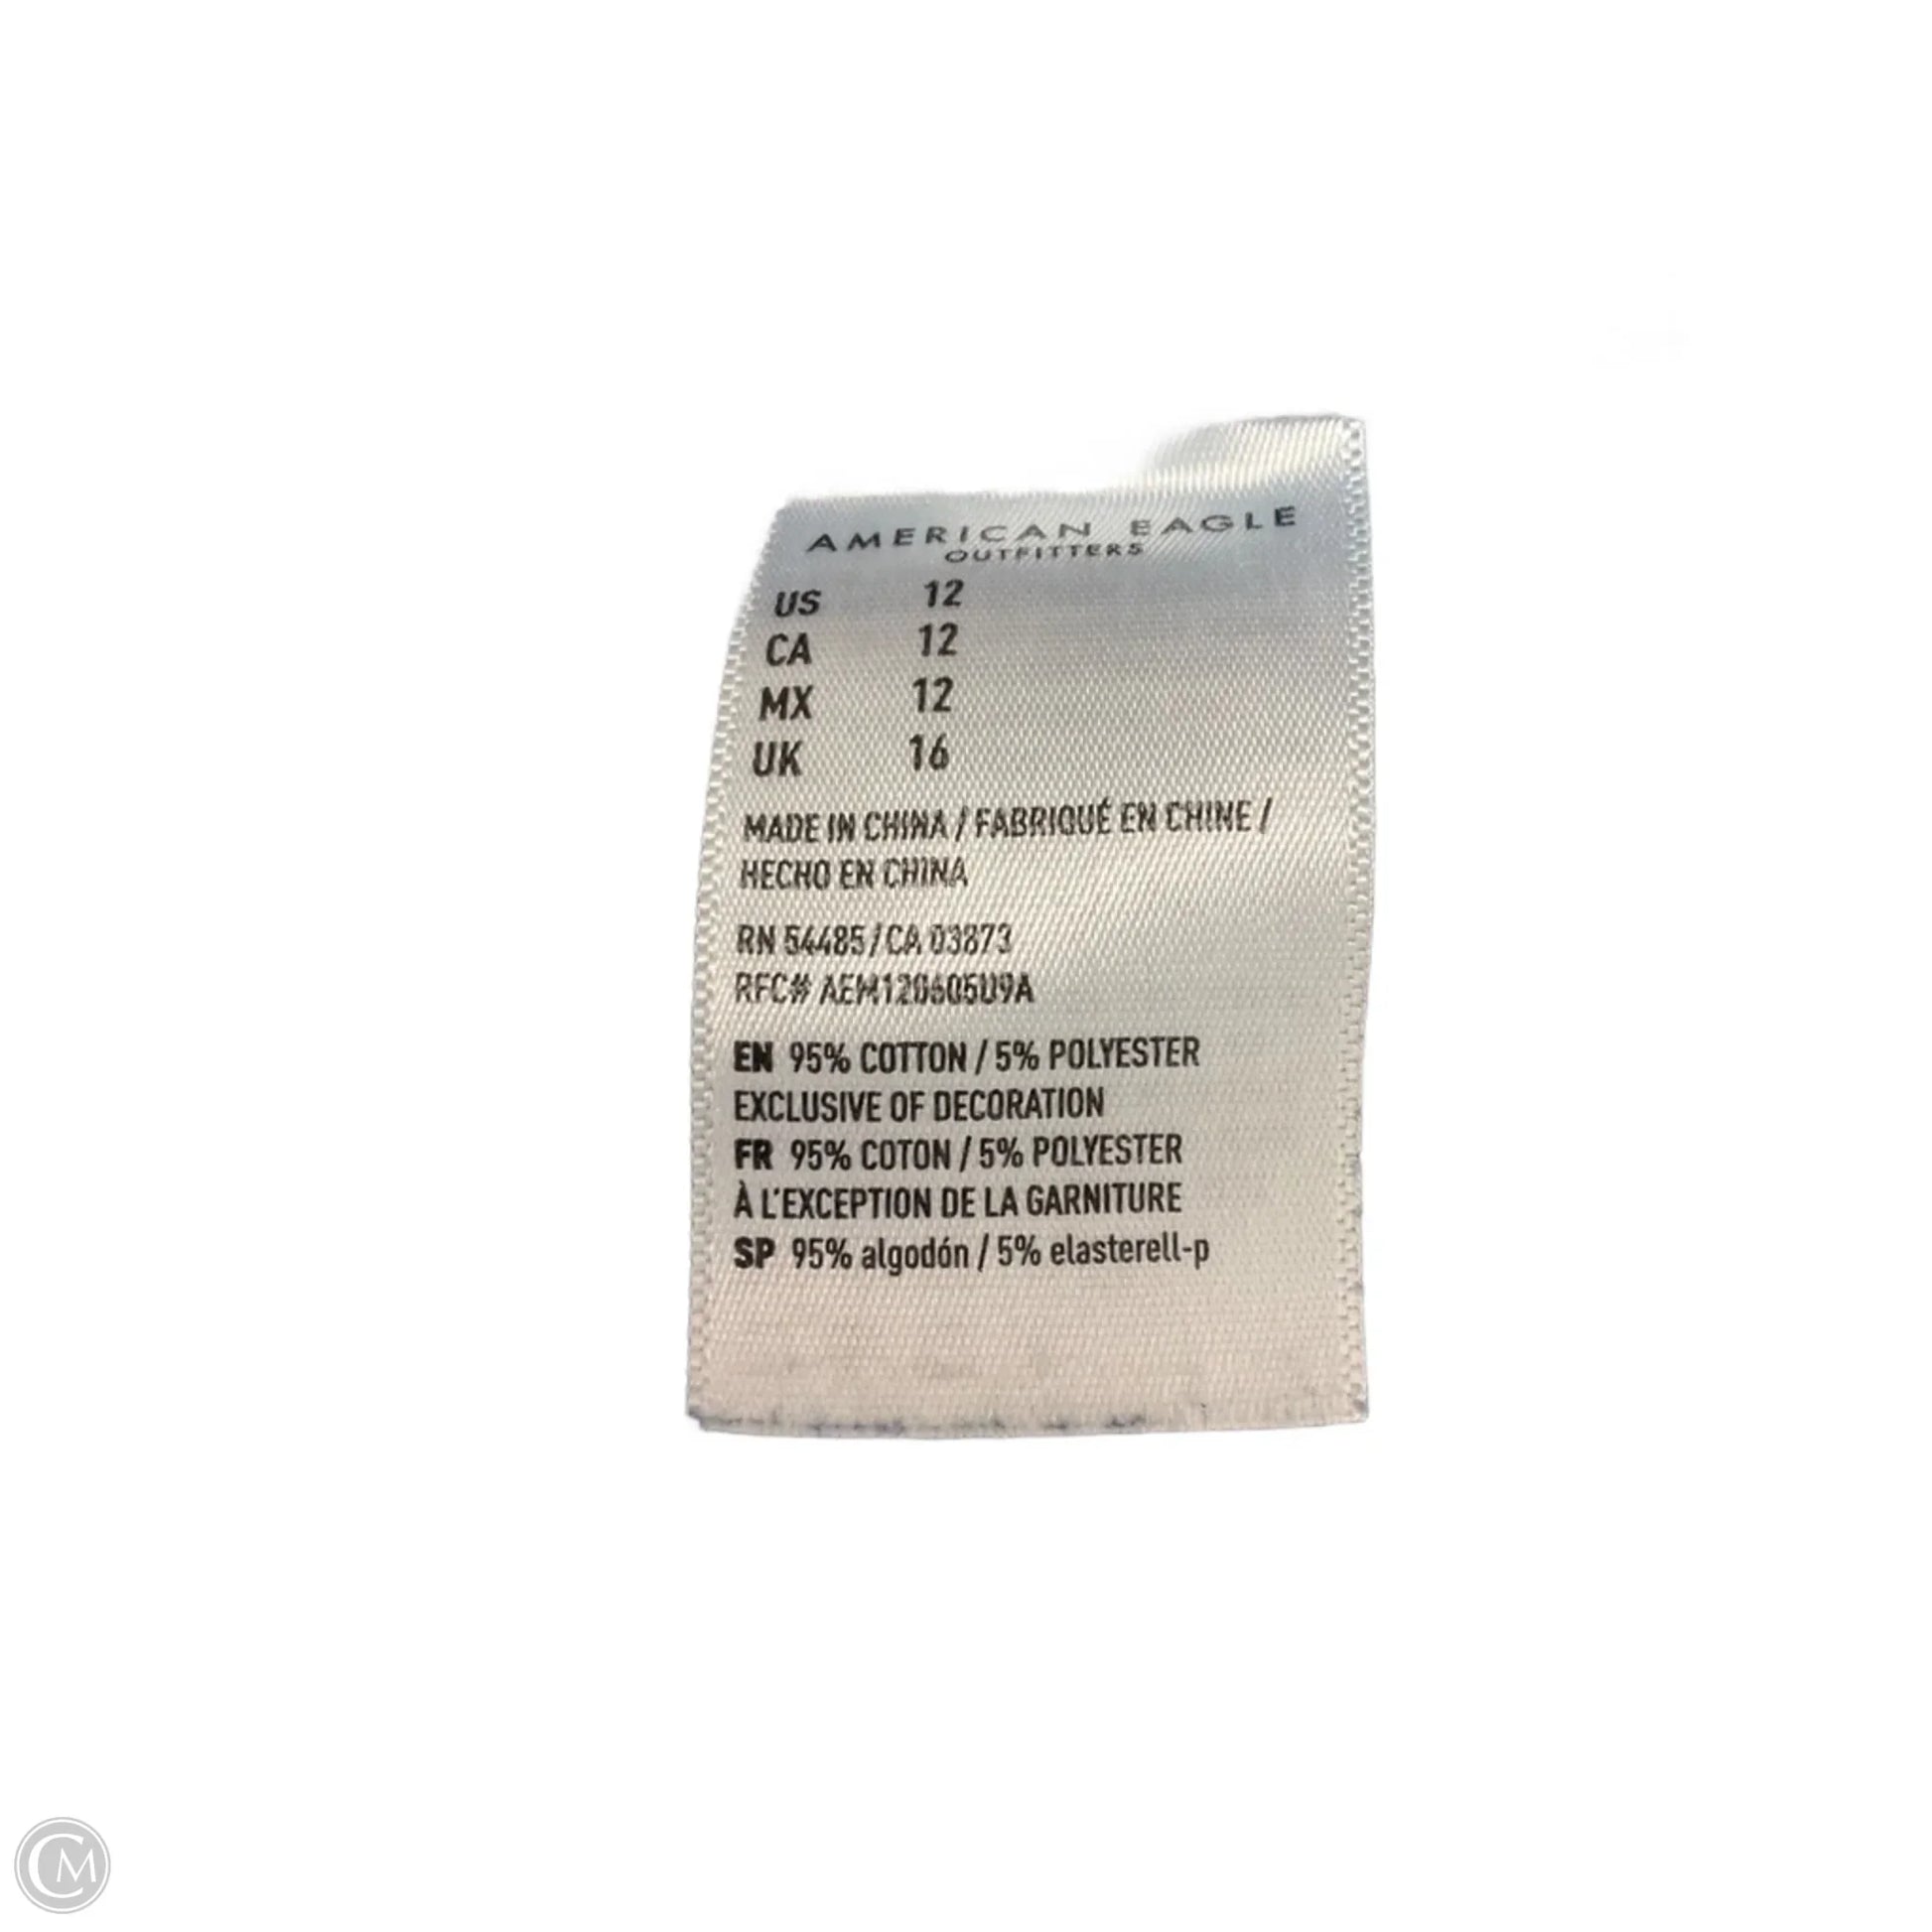 AMERICAN EAGLE
OUTFITTERS
US 12
CA 12
MX 12
UK 16
MADE IN CHINA / FABRIQUÉ EN CHINE /
HECHO EN CHINA
RN 54485 / CA 03873
RFC# AEM120605U9A
EN 95% COTTON / 5% POLYESTER
EXCLUSIVE OF DECORATION
FR 95% COTON / 5% POLYESTER
À L'EXCEPTION DE LA GARNITURE
SP 95% algodón / 5% elasterell-p
CM